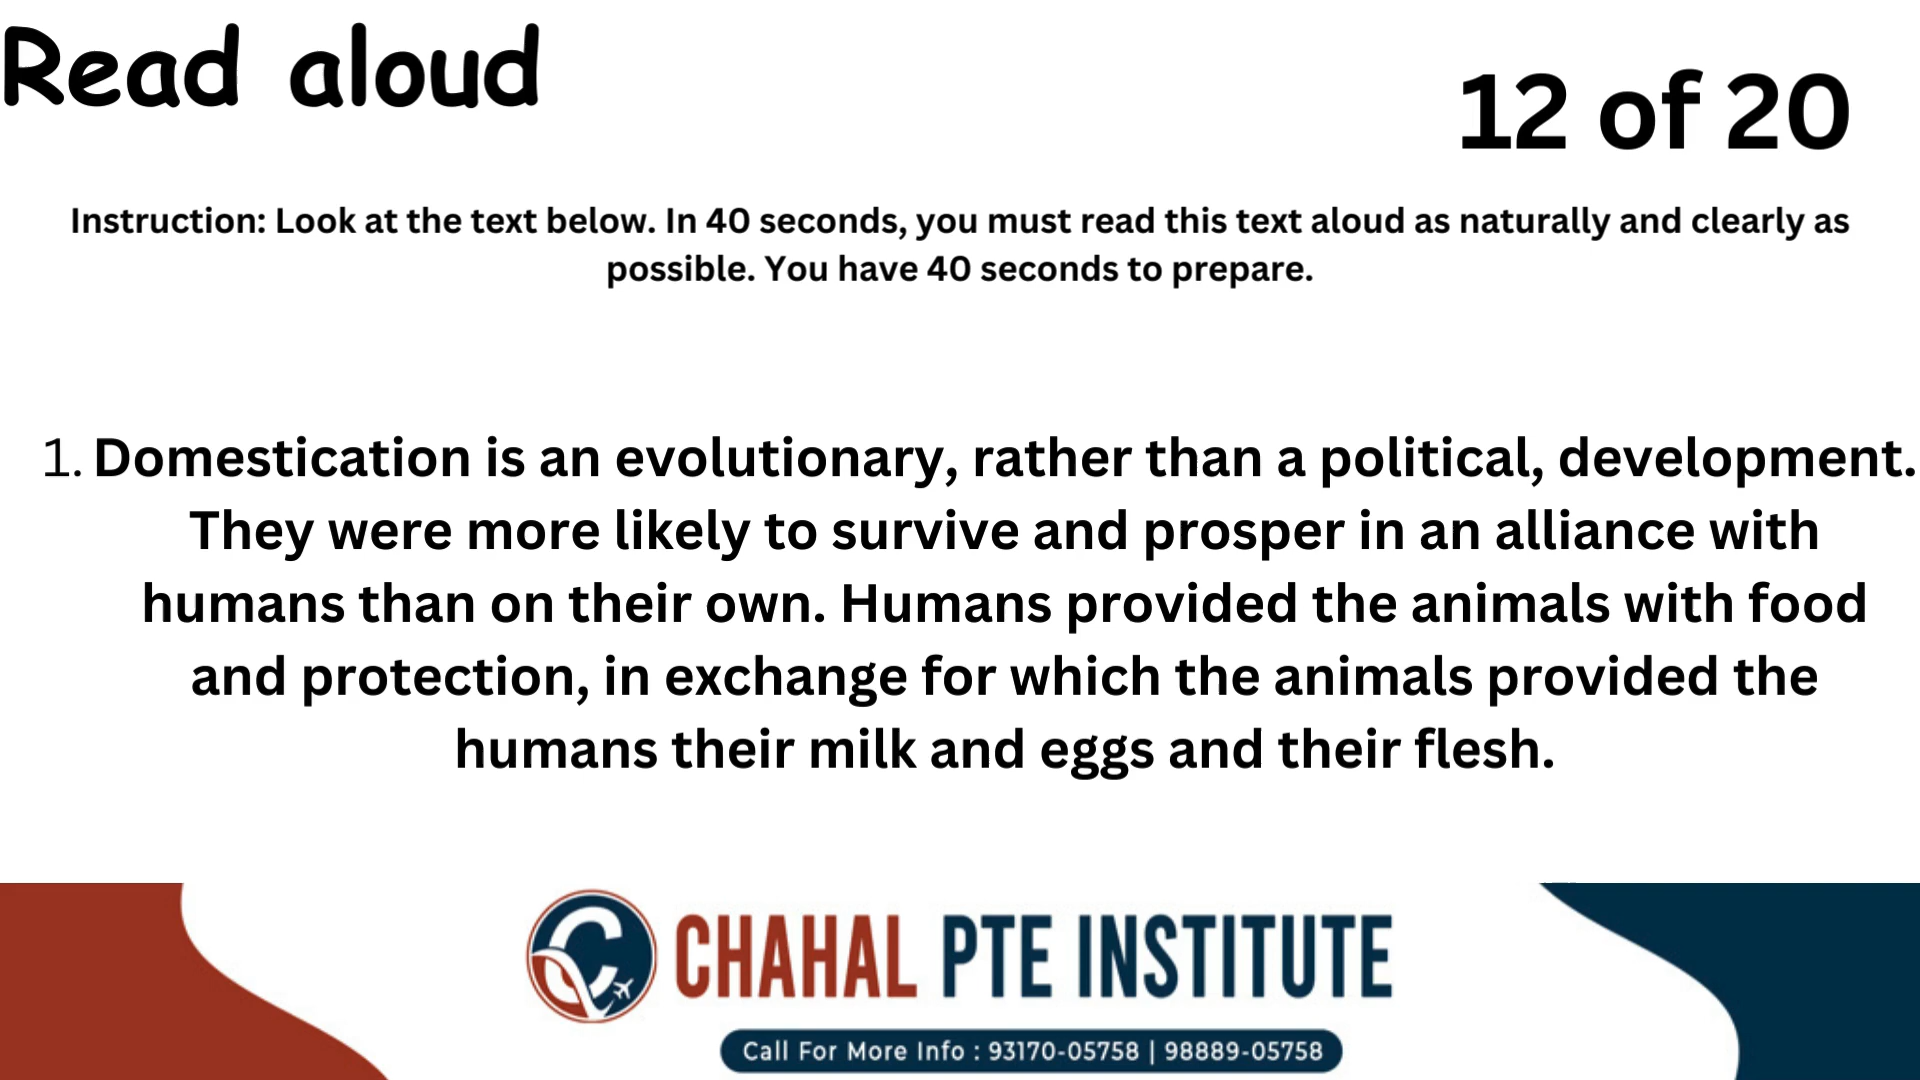 Read aloud
12 of 20
Instruction: Look at the text below. In 40 seconds, you must read this text aloud as naturally and clearly as
possible. You have 40 seconds to prepare.
1. Domestication is an evolutionary, rather than a political, development.
They were more likely to survive and prosper in an alliance with
humans than on their own. Humans provided the animals with food
and protection, in exchange for which the animals provided the
humans their milk and eggs and their flesh.
CHAHAL PTE INSTITUTE
Call For More Info : 93170-05758 | 98889-05758